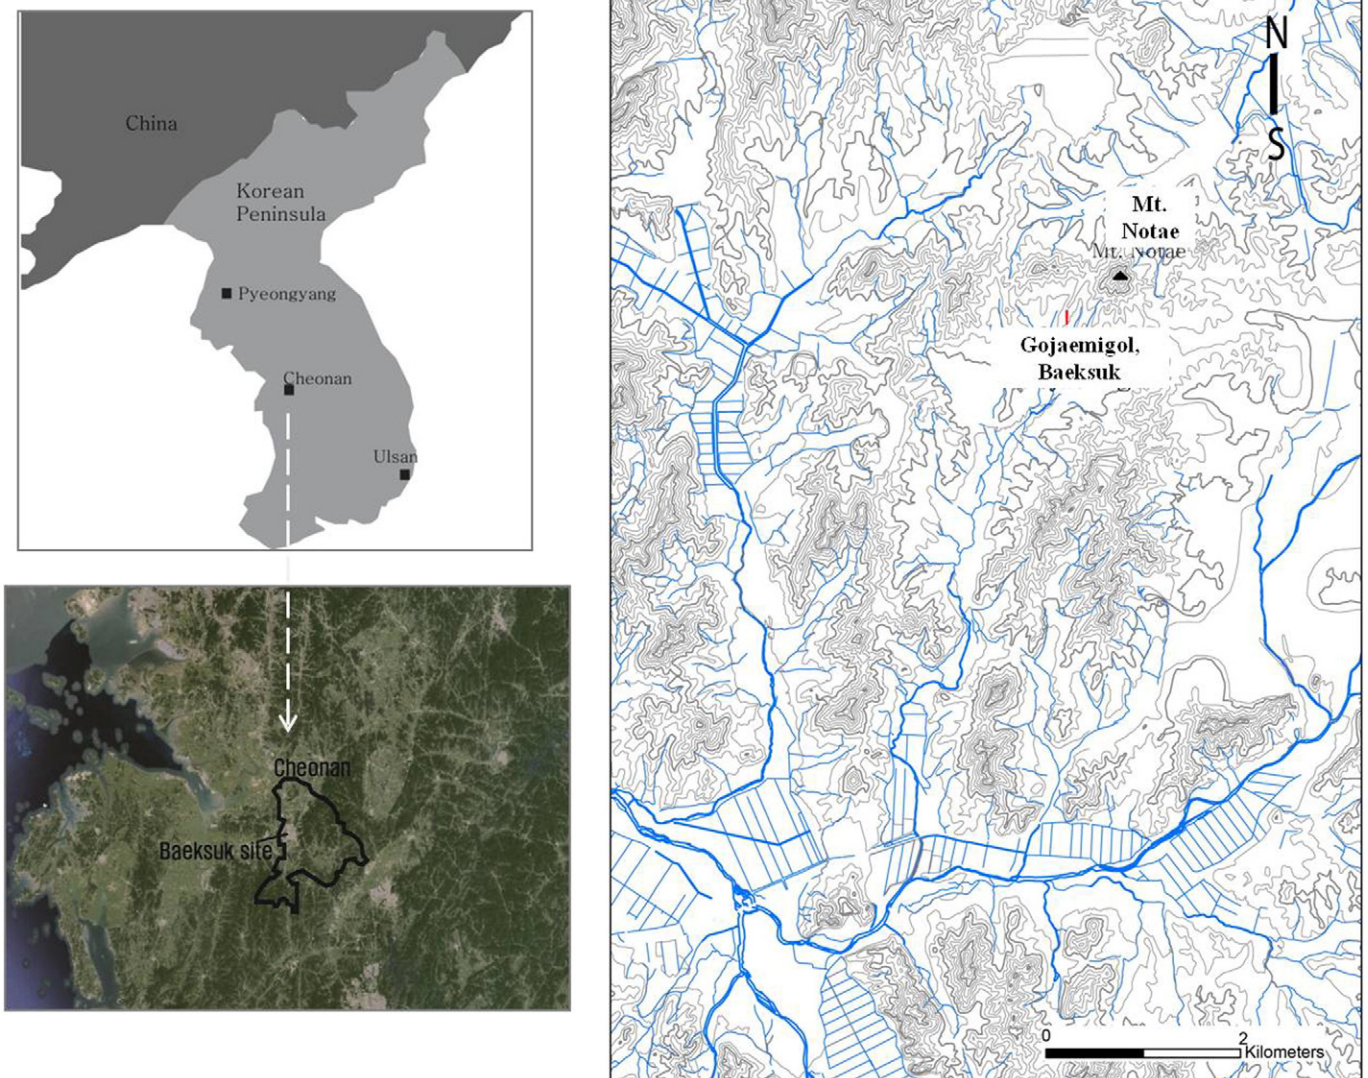 China
Korean
Peninsula
Pyeongyang
Cheonan
Ulsan
Cheonan
Baeksuk site
N
S
Mt.
Notae
Mt. Notae
Gojaemigol,
Baeksuk
0 2
Kilometers